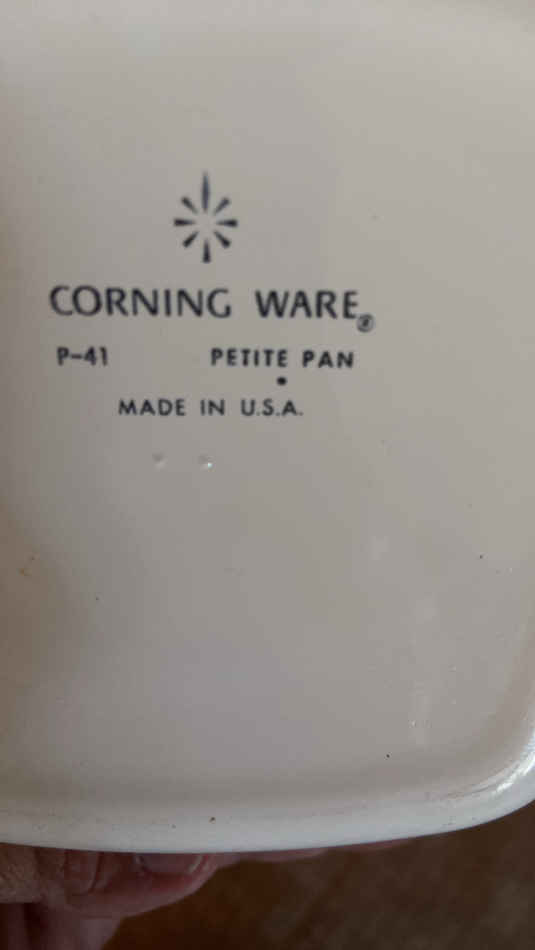 CORNING WARE®
P-41 PETITE PAN
•
MADE IN U.S.A.